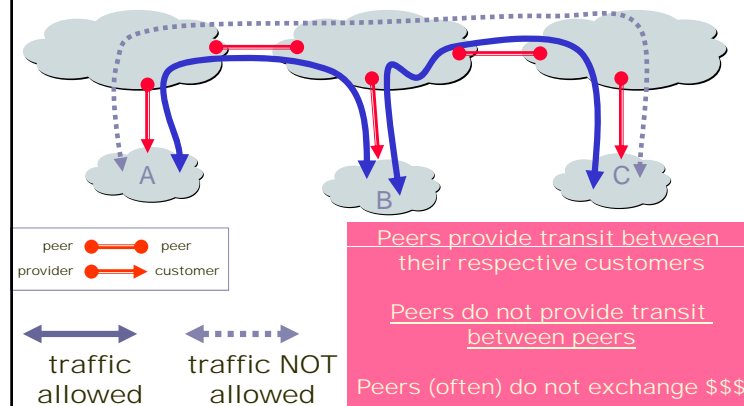 A
B
C
peer peer
provider customer
traffic
allowed
traffic NOT
allowed
Peers provide transit between
their respective customers
Peers do not provide transit
between peers
Peers (often) do not exchange $$$